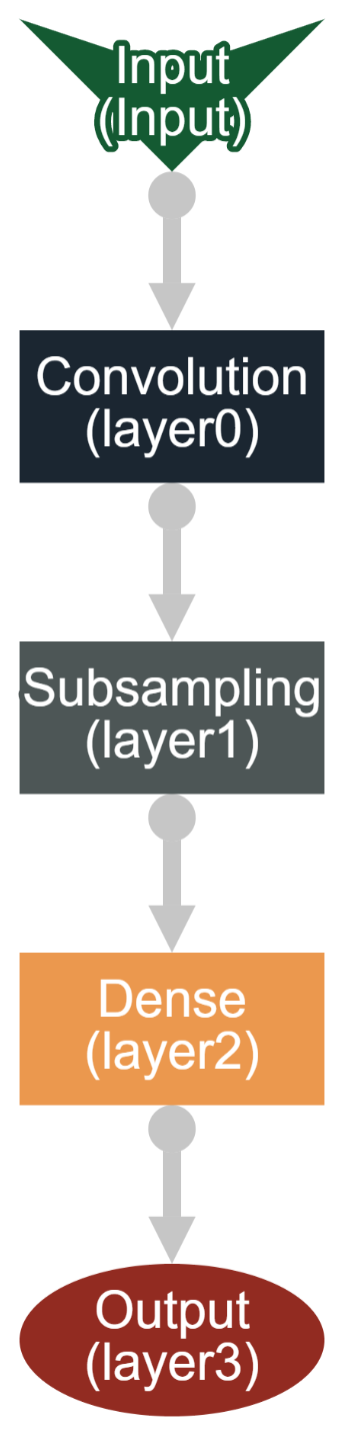 Input
(Input)
Convolution
(layer0)
Subsampling
(layer1)
Dense
(layer2)
Output
(layer3)